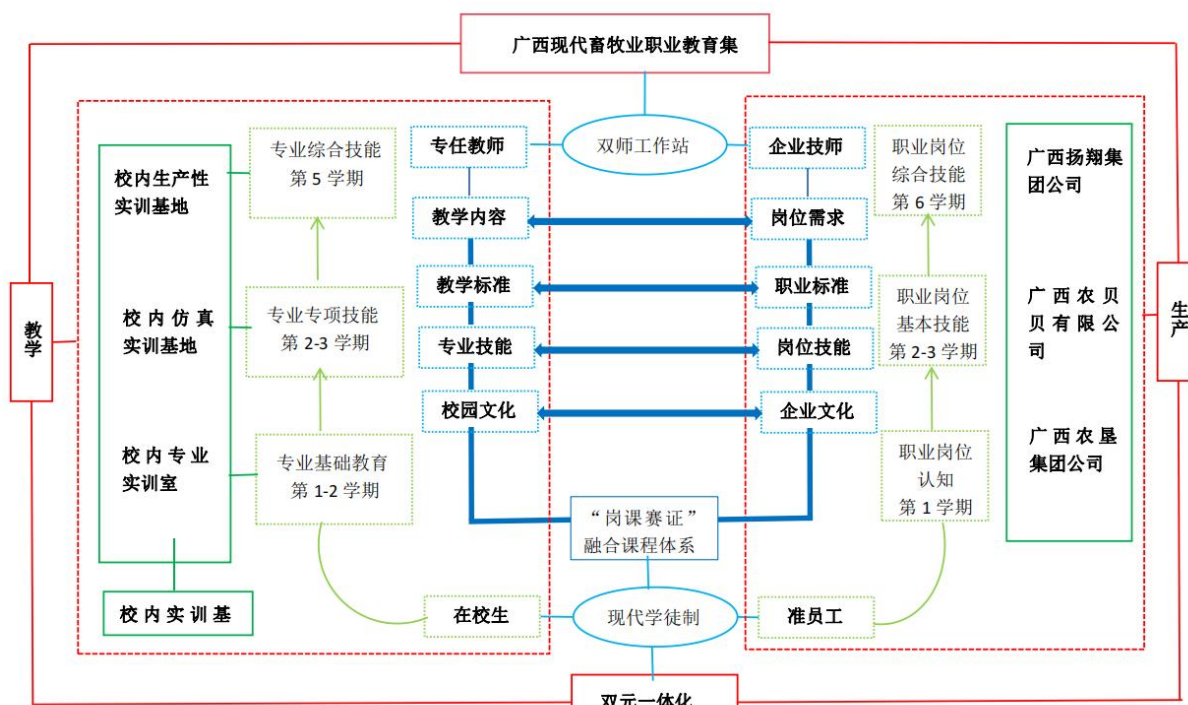 广西现代畜牧业职业教育集
双师工作站
专任教师
企业技师
专业综合技能
第 5 学期
职业岗位
综合技能
第 6 学期
校内生产性
实训基地
广西扬翔集
团公司
教学内容
岗位需求
教学标准
职业标准
校内仿真
实训基地
专业专项技能
第 2-3 学期
职业岗位
基本技能
第 2-3 学期
广西农贝
贝有限公
司
教学
生产
专业技能
岗位技能
校园文化
企业文化
校内专业
实训室
专业基础教育
第 1-2 学期
职业岗位
认知
第 1 学期
广西农垦
集团公司
“岗课赛证”
融合课程体系
校内实训基
在校生
现代学徒制
准员工
双元一体化